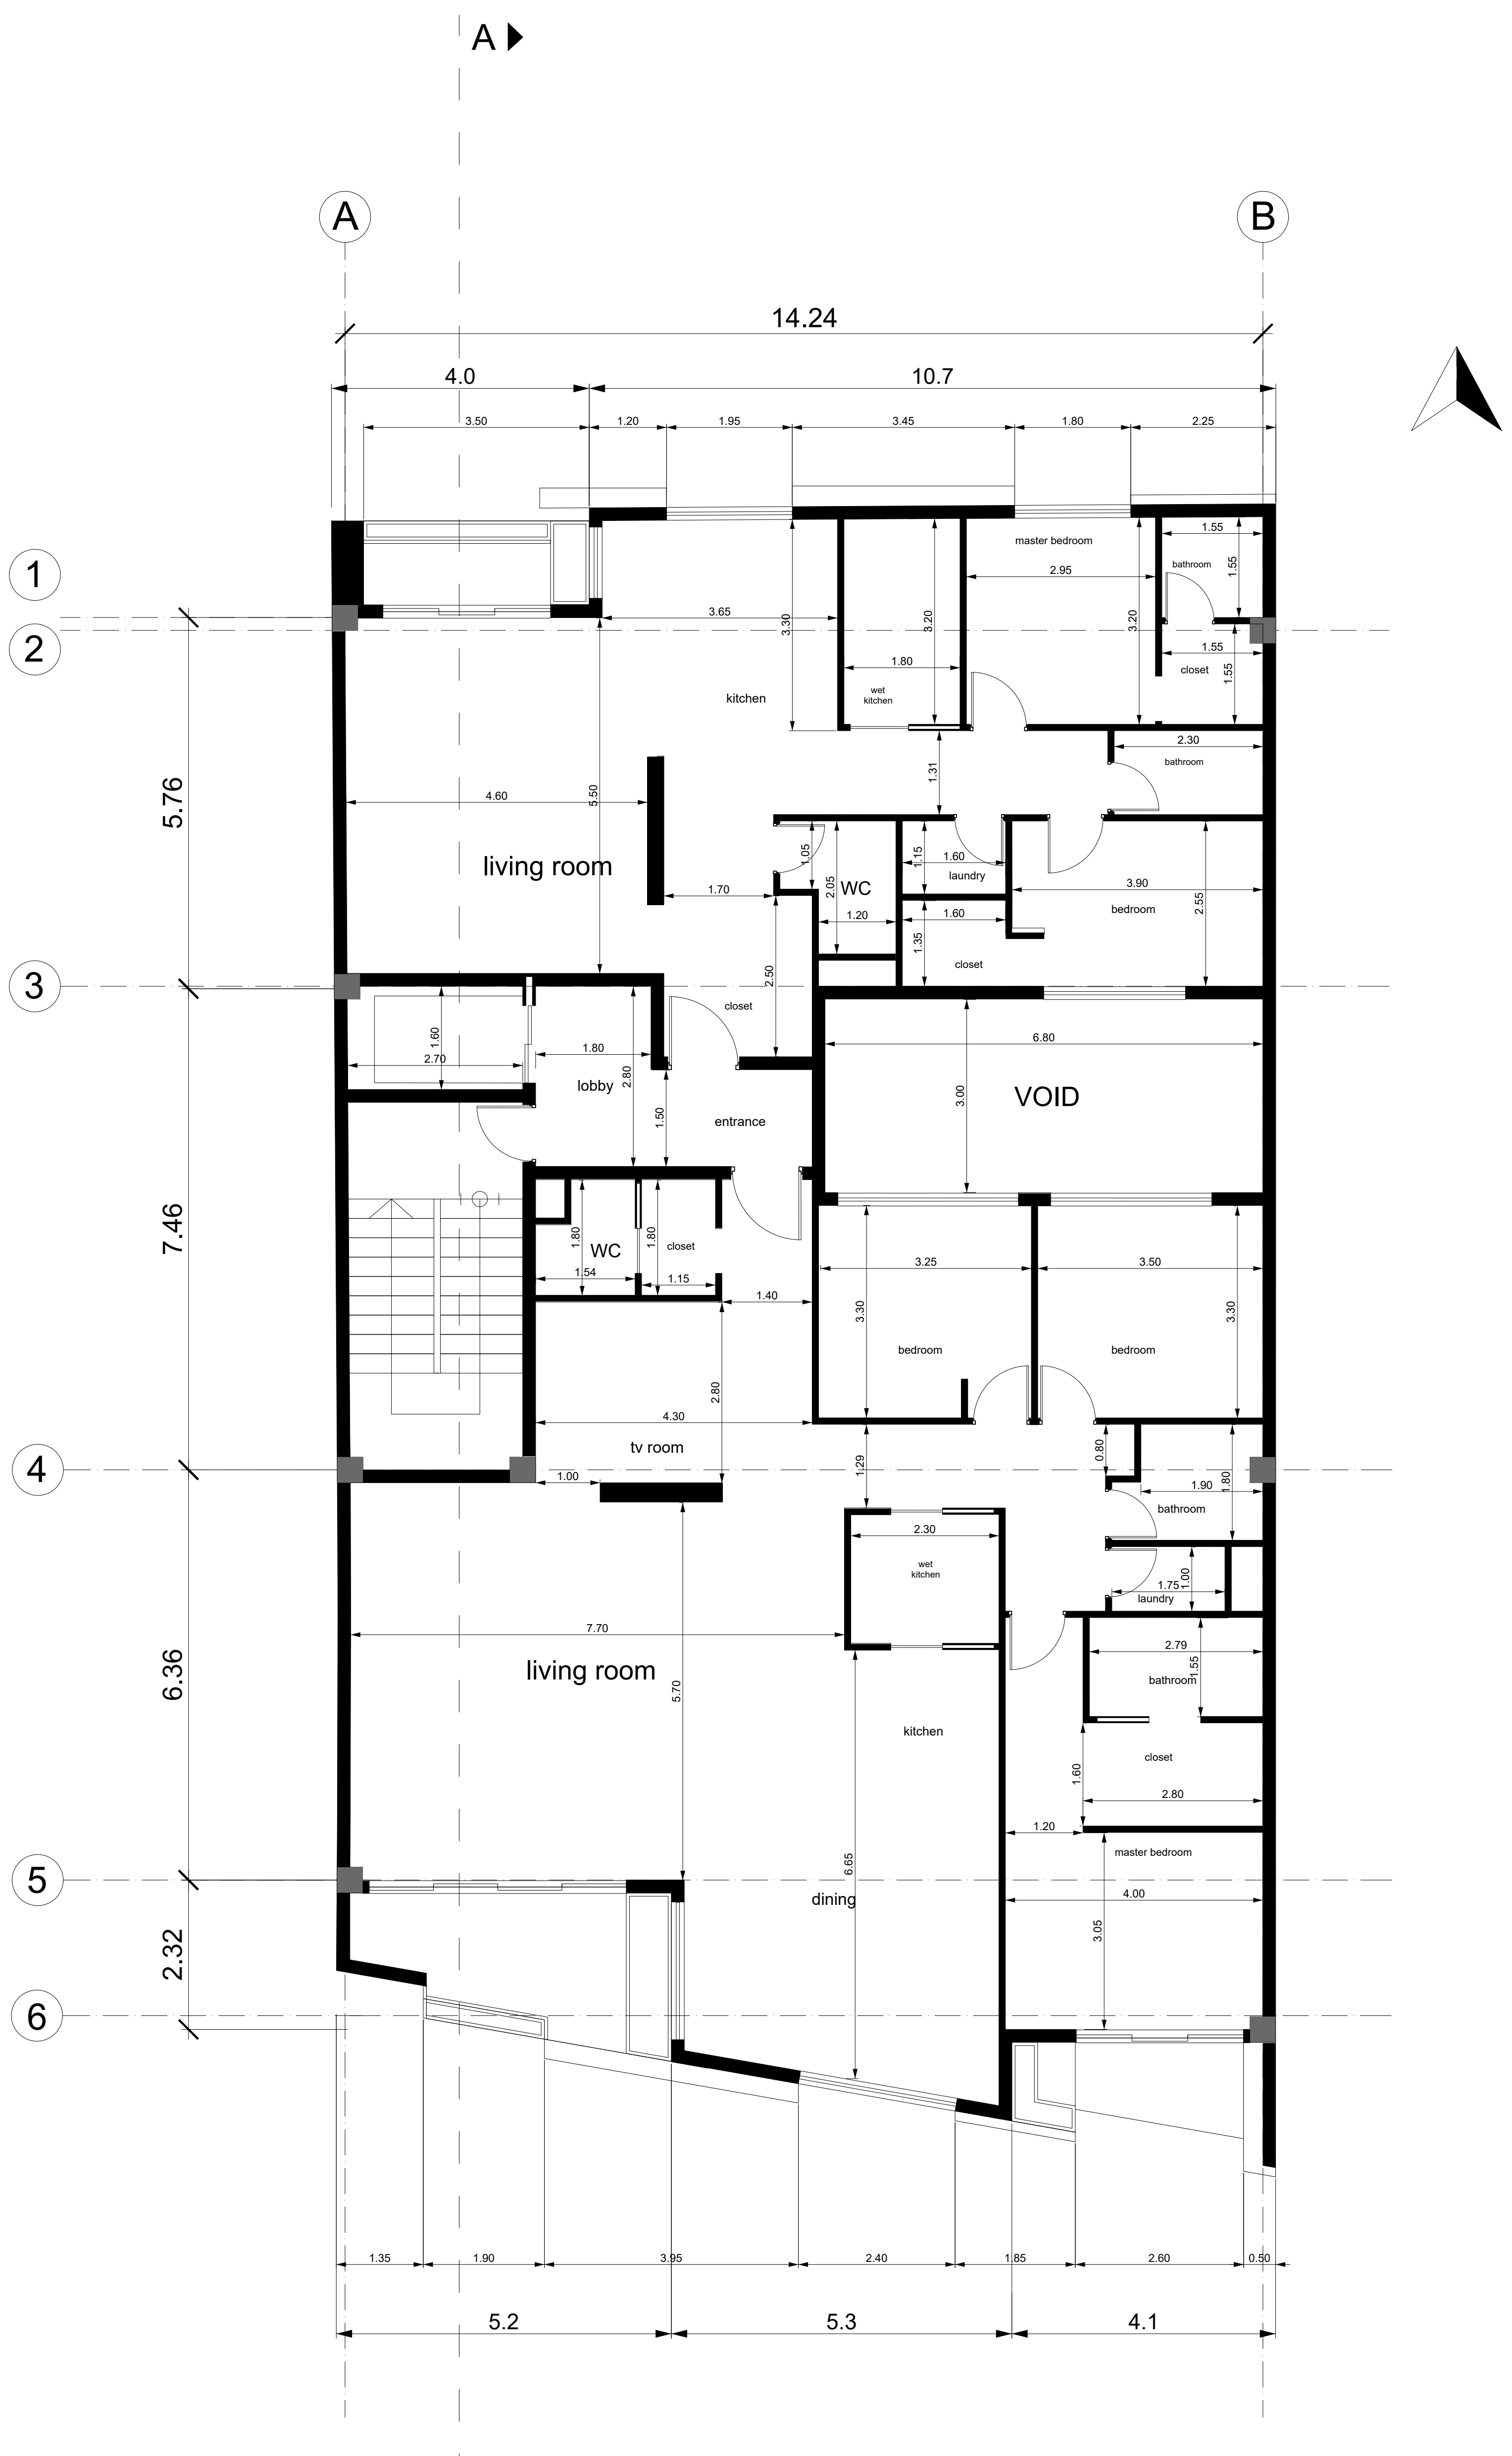 A
A
B
14.24
4.0
10.7
3.50
1.20
1.95
3.45
1.80
2.25
1
2
3
4
5
6
5.76
7.46
6.36
2.32
master bedroom
1.55
bathroom
1.55
2.95
3.65
3.30
3.20
3.20
1.55
closet
1.55
1.80
wet
kitchen
kitchen
2.30
bathroom
1.31
4.60
5.50
living room
1.05
2.05
WC
1.20
1.15
1.60
laundry
1.70
3.90
bedroom
2.55
1.60
1.35
closet
2.50
closet
1.60
2.70
1.80
lobby
2.80
1.50
entrance
6.80
3.00
VOID
1.80
WC
1.54
1.80
closet
1.15
1.40
3.25
3.50
3.30
3.30
bedroom
bedroom
2.80
4.30
tv room
1.00
1.29
0.80
1.90
1.80
bathroom
2.30
wet
kitchen
1.75
1.00
laundry
7.70
living room
5.70
2.79
1.55
bathroom
kitchen
closet
1.60
2.80
1.20
master bedroom
6.65
dining
4.00
3.05
1.35
1.90
3.95
2.40
1.85
2.60
0.50
5.2
5.3
4.1